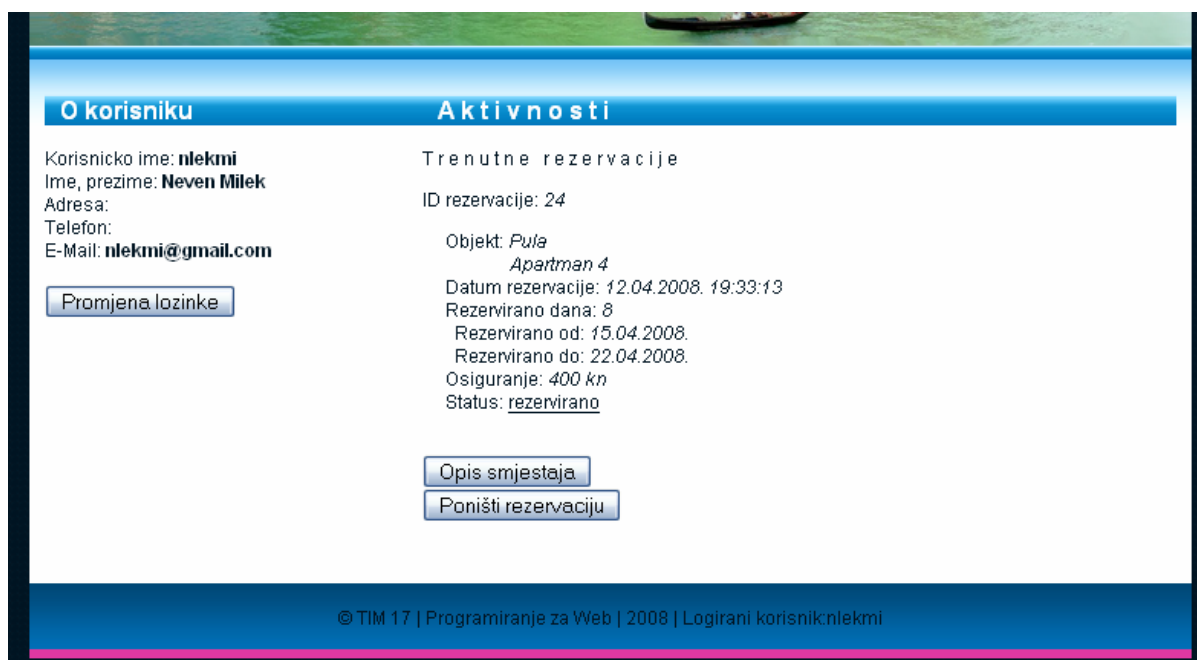 O korisniku
Korisnicko ime: nlekmi
Ime, prezime: Neven Milek
Adresa:
Telefon:
E-Mail: nlekmi@gmail.com
Promjena lozinke
Aktivnosti
Trenutne rezervacije
ID rezervacije: 24
Objekt: Pula
Apartman 4
Datum rezervacije: 12.04.2008. 19:33:13
Rezervirano dana: 8
Rezervirano od: 15.04.2008.
Rezervirano do: 22.04.2008.
Osiguranje: 400 kn
Status: rezervirano
Opis smjestaja
Poništi rezervaciju
© TIM 17 | Programiranje za Web | 2008 | Logirani korisnik:nlekmi